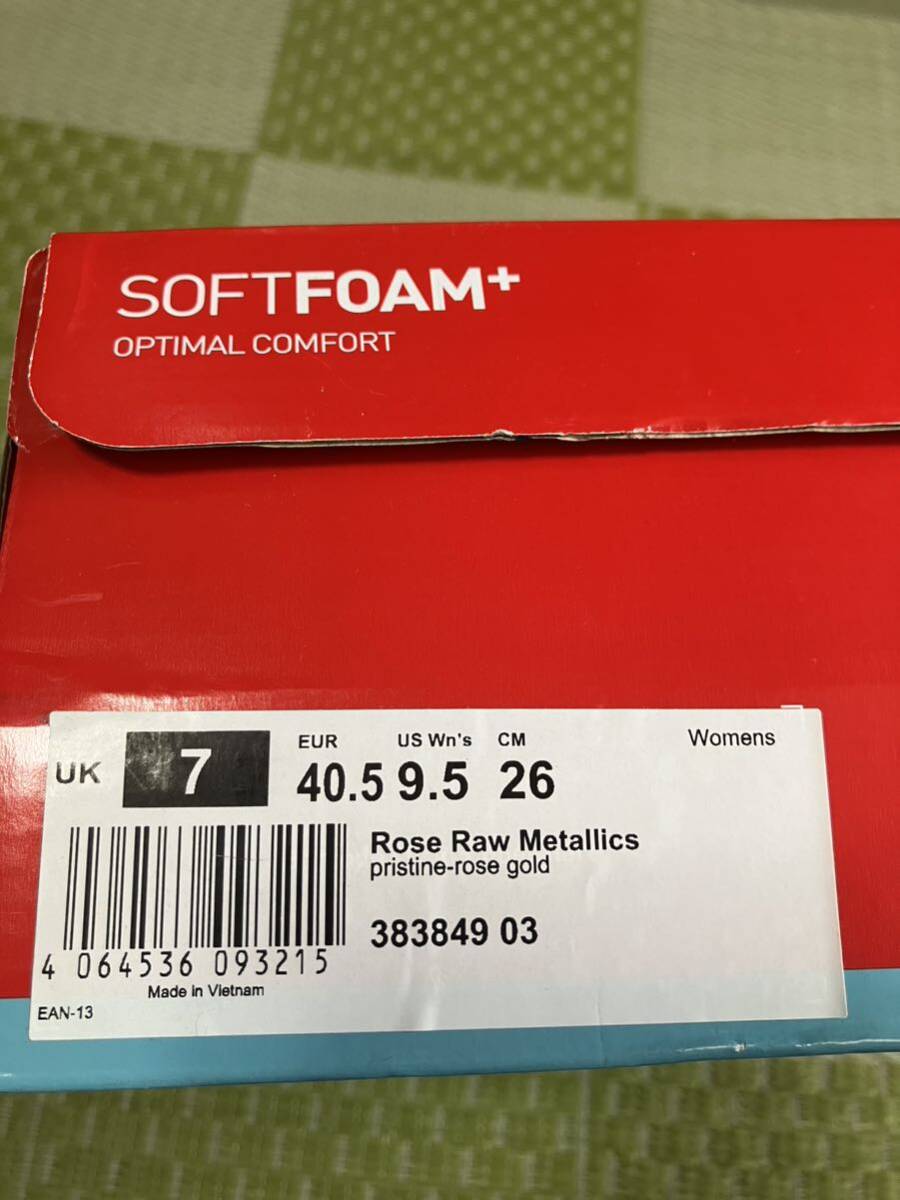 SOFTFOAM+
OPTIMAL COMFORT
UK 7 EUR 40.5 US Wn's 9.5 CM 26 Womens
Rose Raw Metallics
pristine-rose gold
383849 03
4 064536 093215
Made in Vietnam
EAN-13